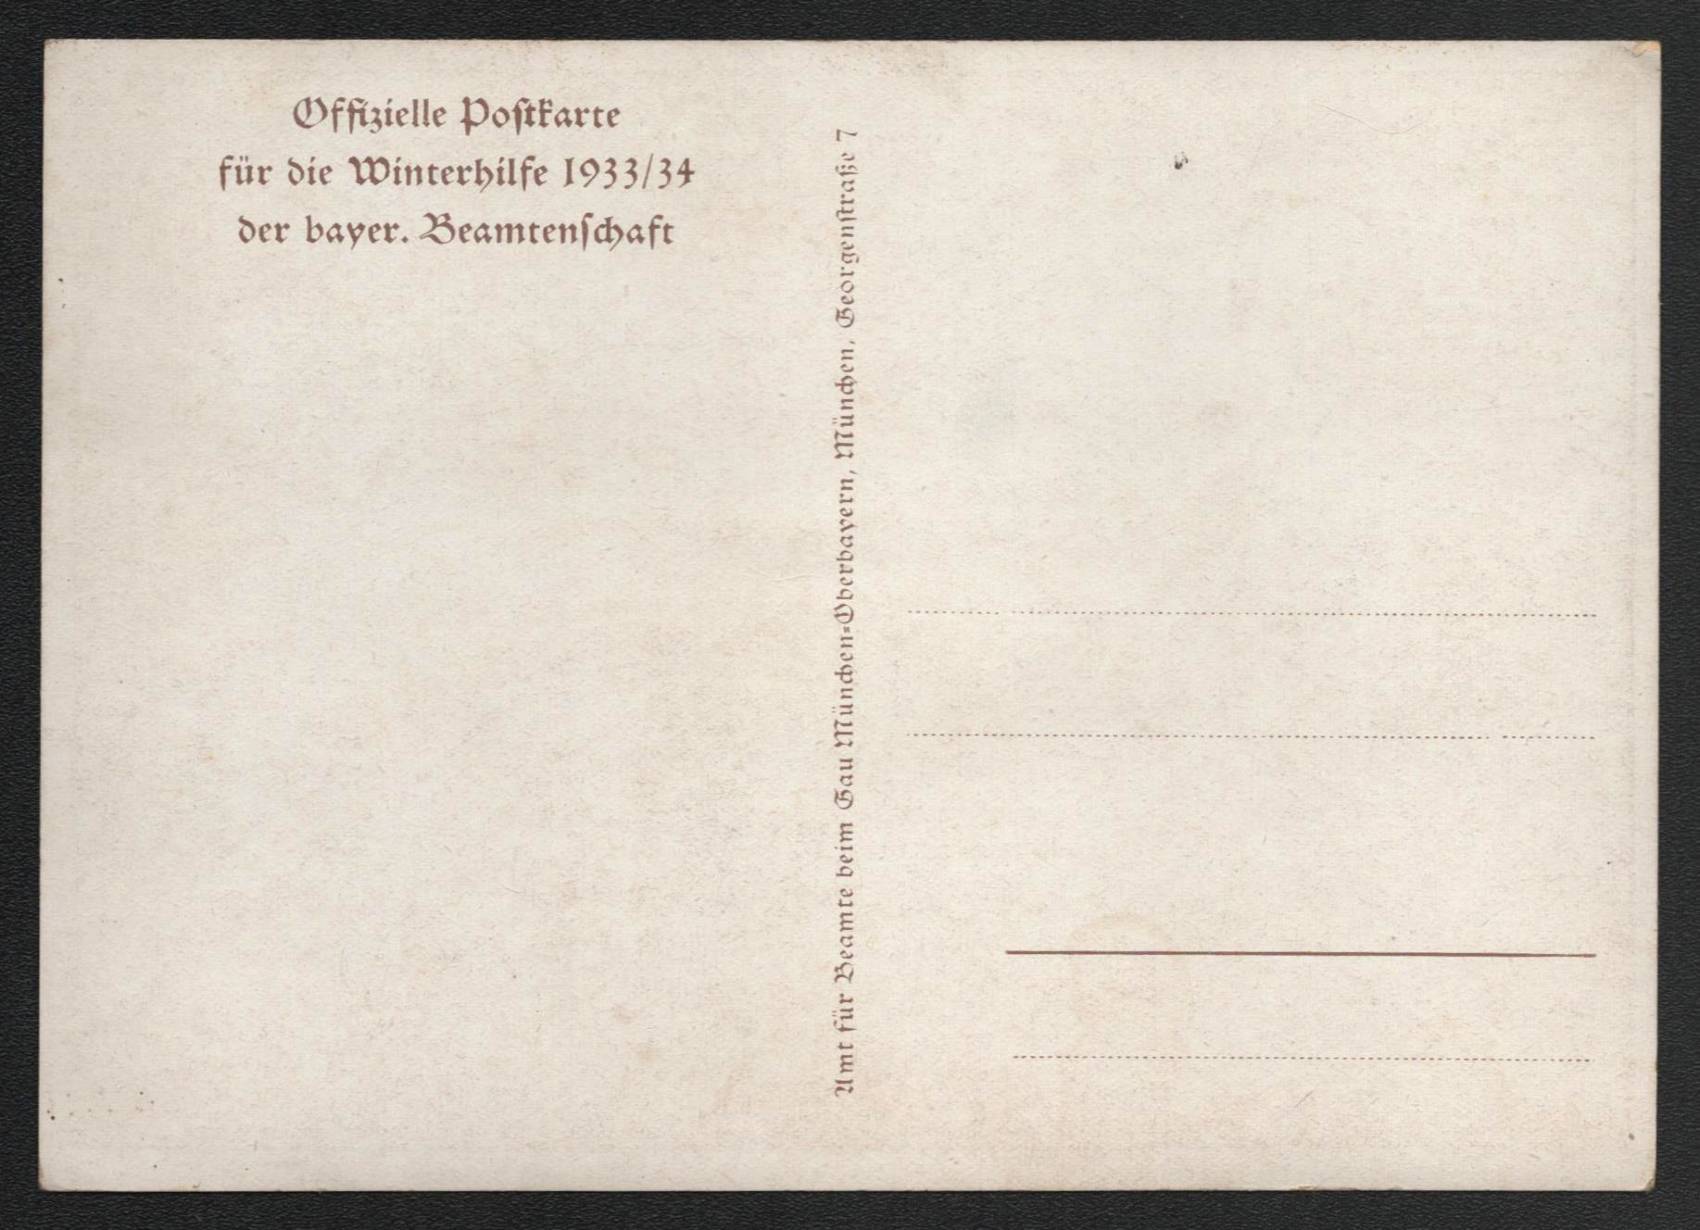 Offizielle Poſtkarte
für die Winterhilfe 1933/34
der bayer. Beamtenſchaft
Amt für Beamte beim Gau München-Oberbayern, München, Georgenſtraße 7